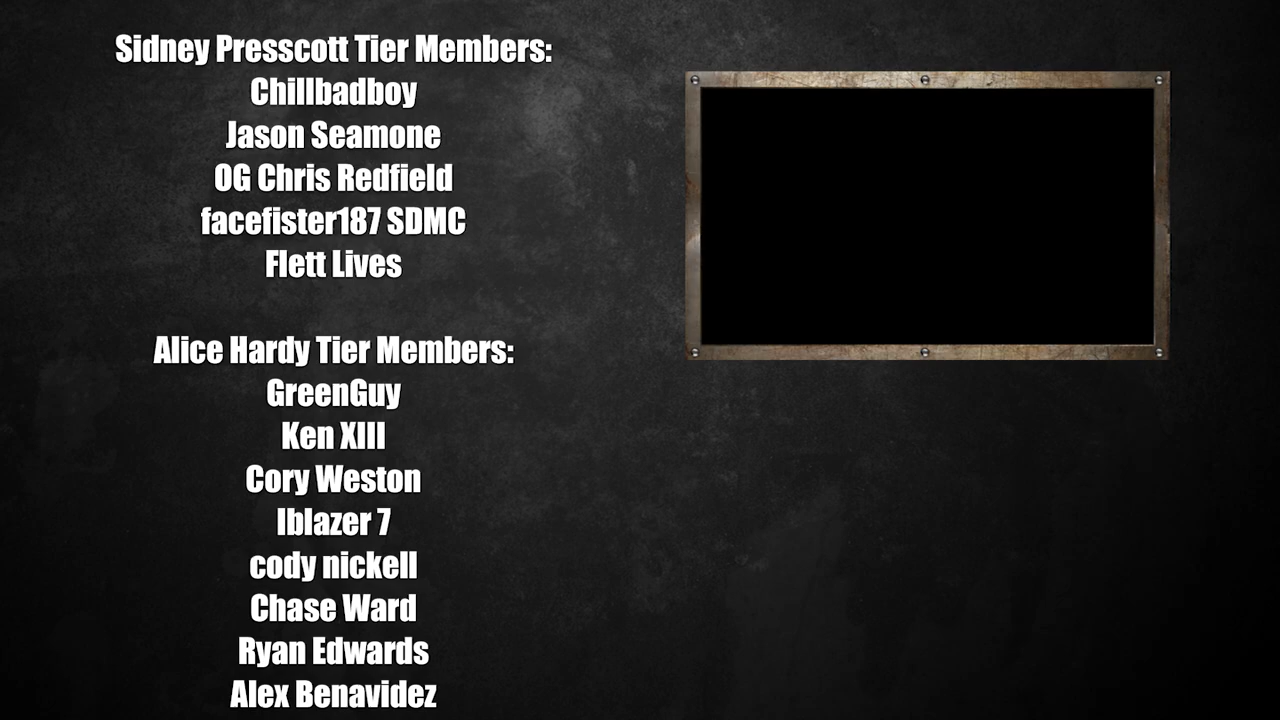 Sidney Presscott Tier Members:
Chillbadboy
Jason Seamone
OG Chris Redfield
facefister187 SDMC
Flett Lives
Alice Hardy Tier Members:
GreenGuy
Ken XIII
Cory Weston
lblazer 7
cody nickell
Chase Ward
Ryan Edwards
Alex Benavidez